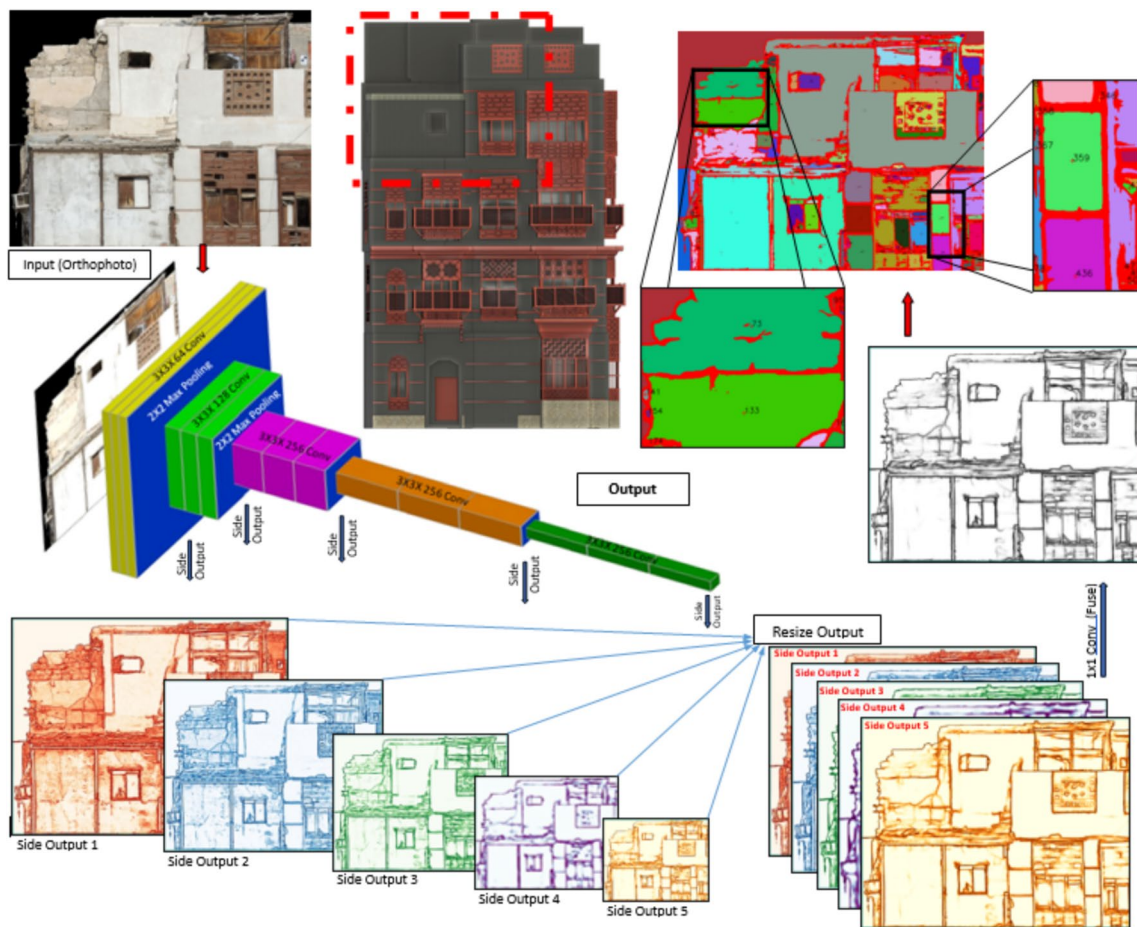 Input (Orthophoto)
3X3X 64 Conv
2X2 Max Pooling
3X3X 128 Conv
2X2 Max Pooling
3X3X 256 Conv
3X3X 256 Conv
3X3X 256 Conv
Side
Output
Side
Output
Side
Output
Side
Output
Side
Output
Output
73
133
359
436
Resize Output
1x1 Conv (Fuse)
Side Output 1
Side Output 2
Side Output 3
Side Output 4
Side Output 5
Side Output 1
Side Output 2
Side Output 3
Side Output 4
Side Output 5